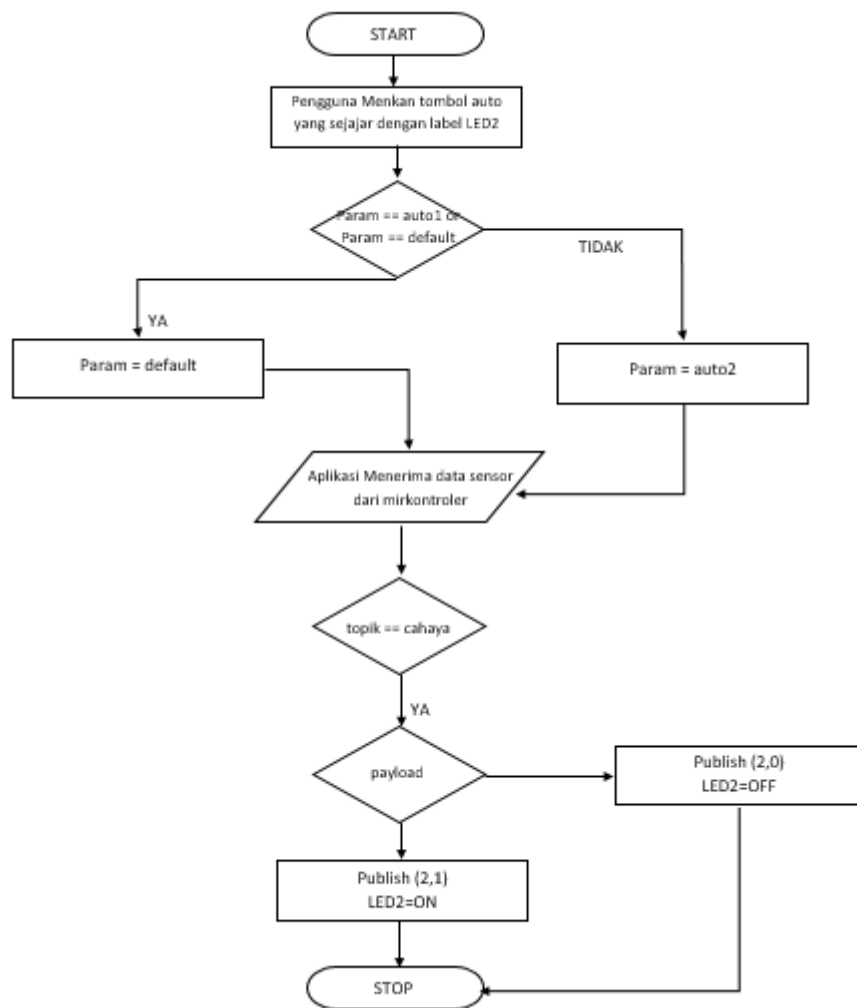 START
Pengguna Menkan tombol auto
yang sejajar dengan label LED2
Param == auto1 or
Param == default
TIDAK
YA
Param = default
Param = auto2
Aplikasi Menerima data sensor
dari mirkontroler
topik == cahaya
YA
payload
Publish (2,0)
LED2=OFF
Publish (2,1)
LED2=ON
STOP